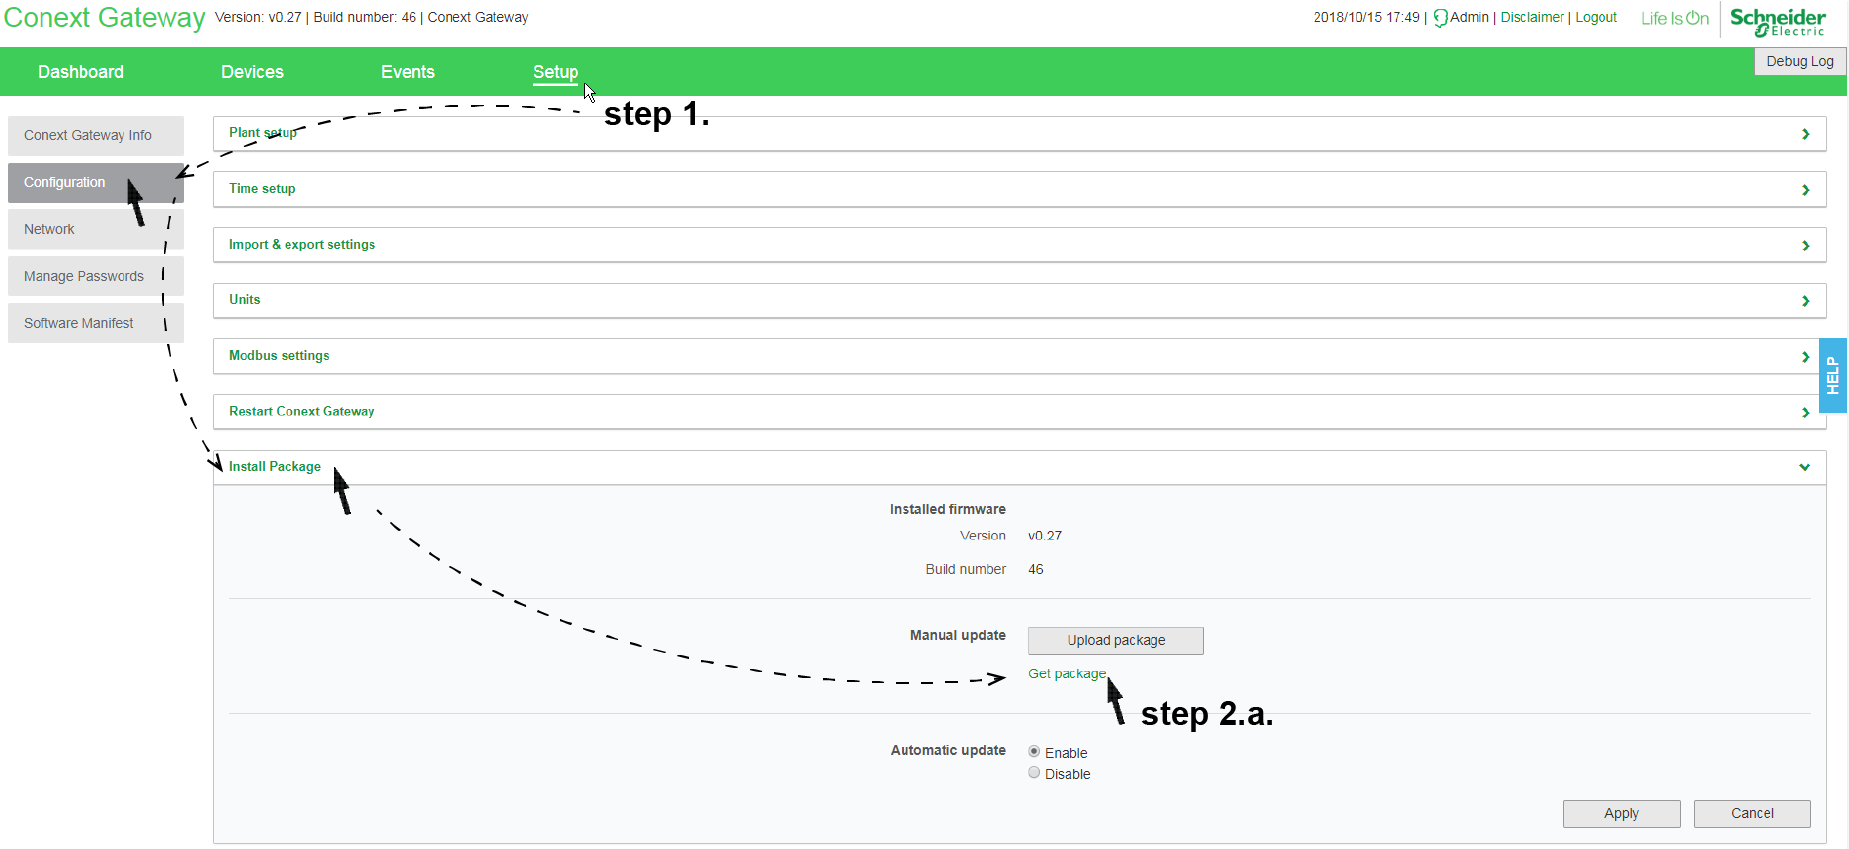 Conext Gateway Version: v0.27 | Build number: 46 | Conext Gateway 2018/10/15 17:49 | Admin | Disclaimer | Logout Life Is On Schneider Electric
Dashboard Devices Events Setup Debug Log
step 1.
Conext Gateway Info
Configuration
Network
Manage Passwords
Software Manifest
Plant setup
Time setup
Import & export settings
Units
Modbus settings
HELP
Restart Conext Gateway
Install Package
Installed firmware
Version v0.27
Build number 46
Manual update Upload package
Get package
step 2.a.
Automatic update Enable
Disable
Apply Cancel